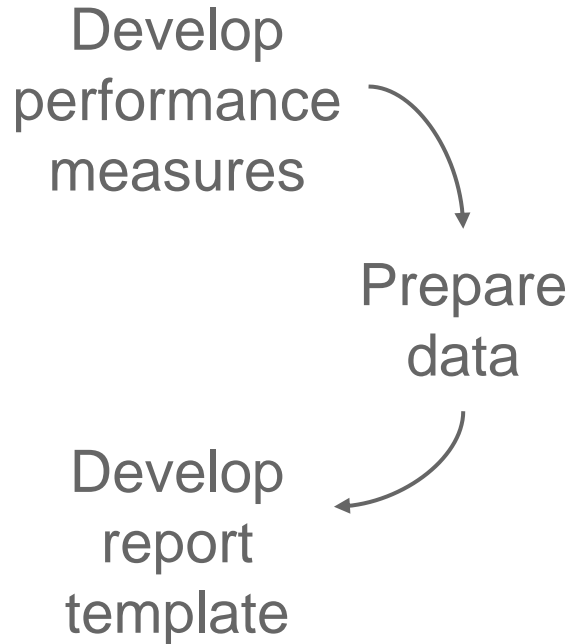 Develop
performance
measures
Prepare
data
Develop
report
template